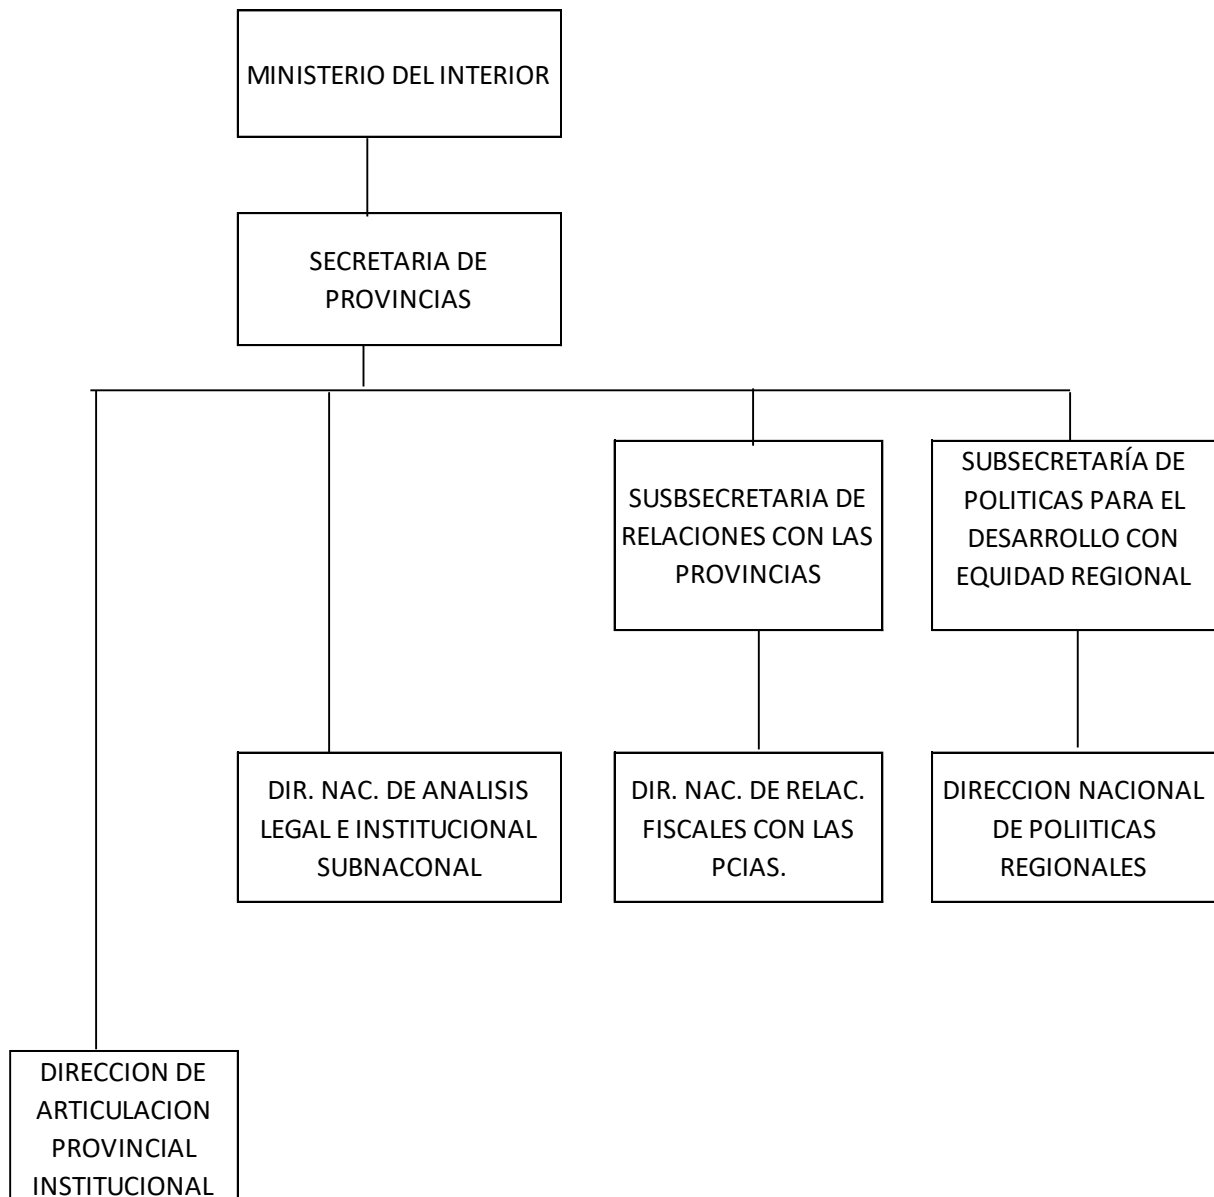 MINISTERIO DEL INTERIOR
SECRETARIA DE
PROVINCIAS
SUSBSECRETARIA DE
RELACIONES CON LAS
PROVINCIAS
SUBSECRETARÍA DE
POLITICAS PARA EL
DESARROLLO CON
EQUIDAD REGIONAL
DIR. NAC. DE ANALISIS
LEGAL E INSTITUCIONAL
SUBNACONAL
DIR. NAC. DE RELAC.
FISCALES CON LAS
PCIAS.
DIRECCION NACIONAL
DE POLIITICAS
REGIONALES
DIRECCION DE
ARTICULACION
PROVINCIAL
INSTITUCIONAL